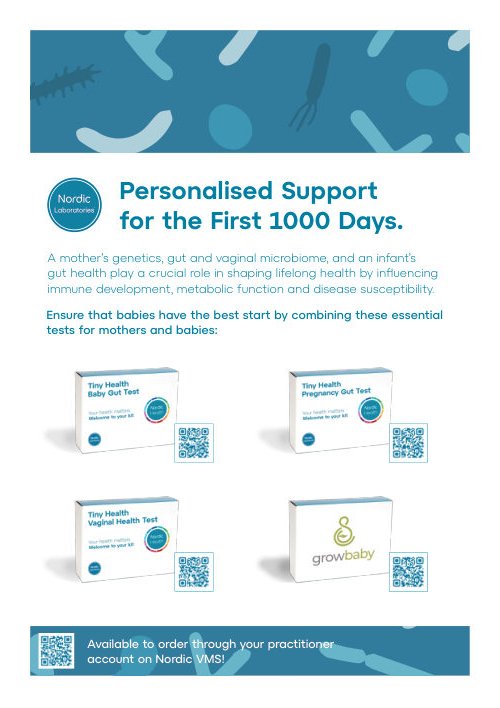 Nordic
Laboratories
Personalised Support
for the First 1000 Days.
A mother's genetics, gut and vaginal microbiome, and an infant's
gut health play a crucial role in shaping lifelong health by influencing
immune development, metabolic function and disease susceptibility.
Ensure that babies have the best start by combining these essential
tests for mothers and babies:
Tiny Health
Baby Gut Test
Your health matters
Welcome to your kit
Nordic
Health
Nordic
Tiny Health
Pregnancy Gut Test
Your health matters
Welcome to your kit
Nordic
Health
Nordic
Tiny Health
Vaginal Health Test
Your health matters
Welcome to your kit
Nordic
Health
Nordic
growbaby
Available to order through your practitioner
account on Nordic VMS!